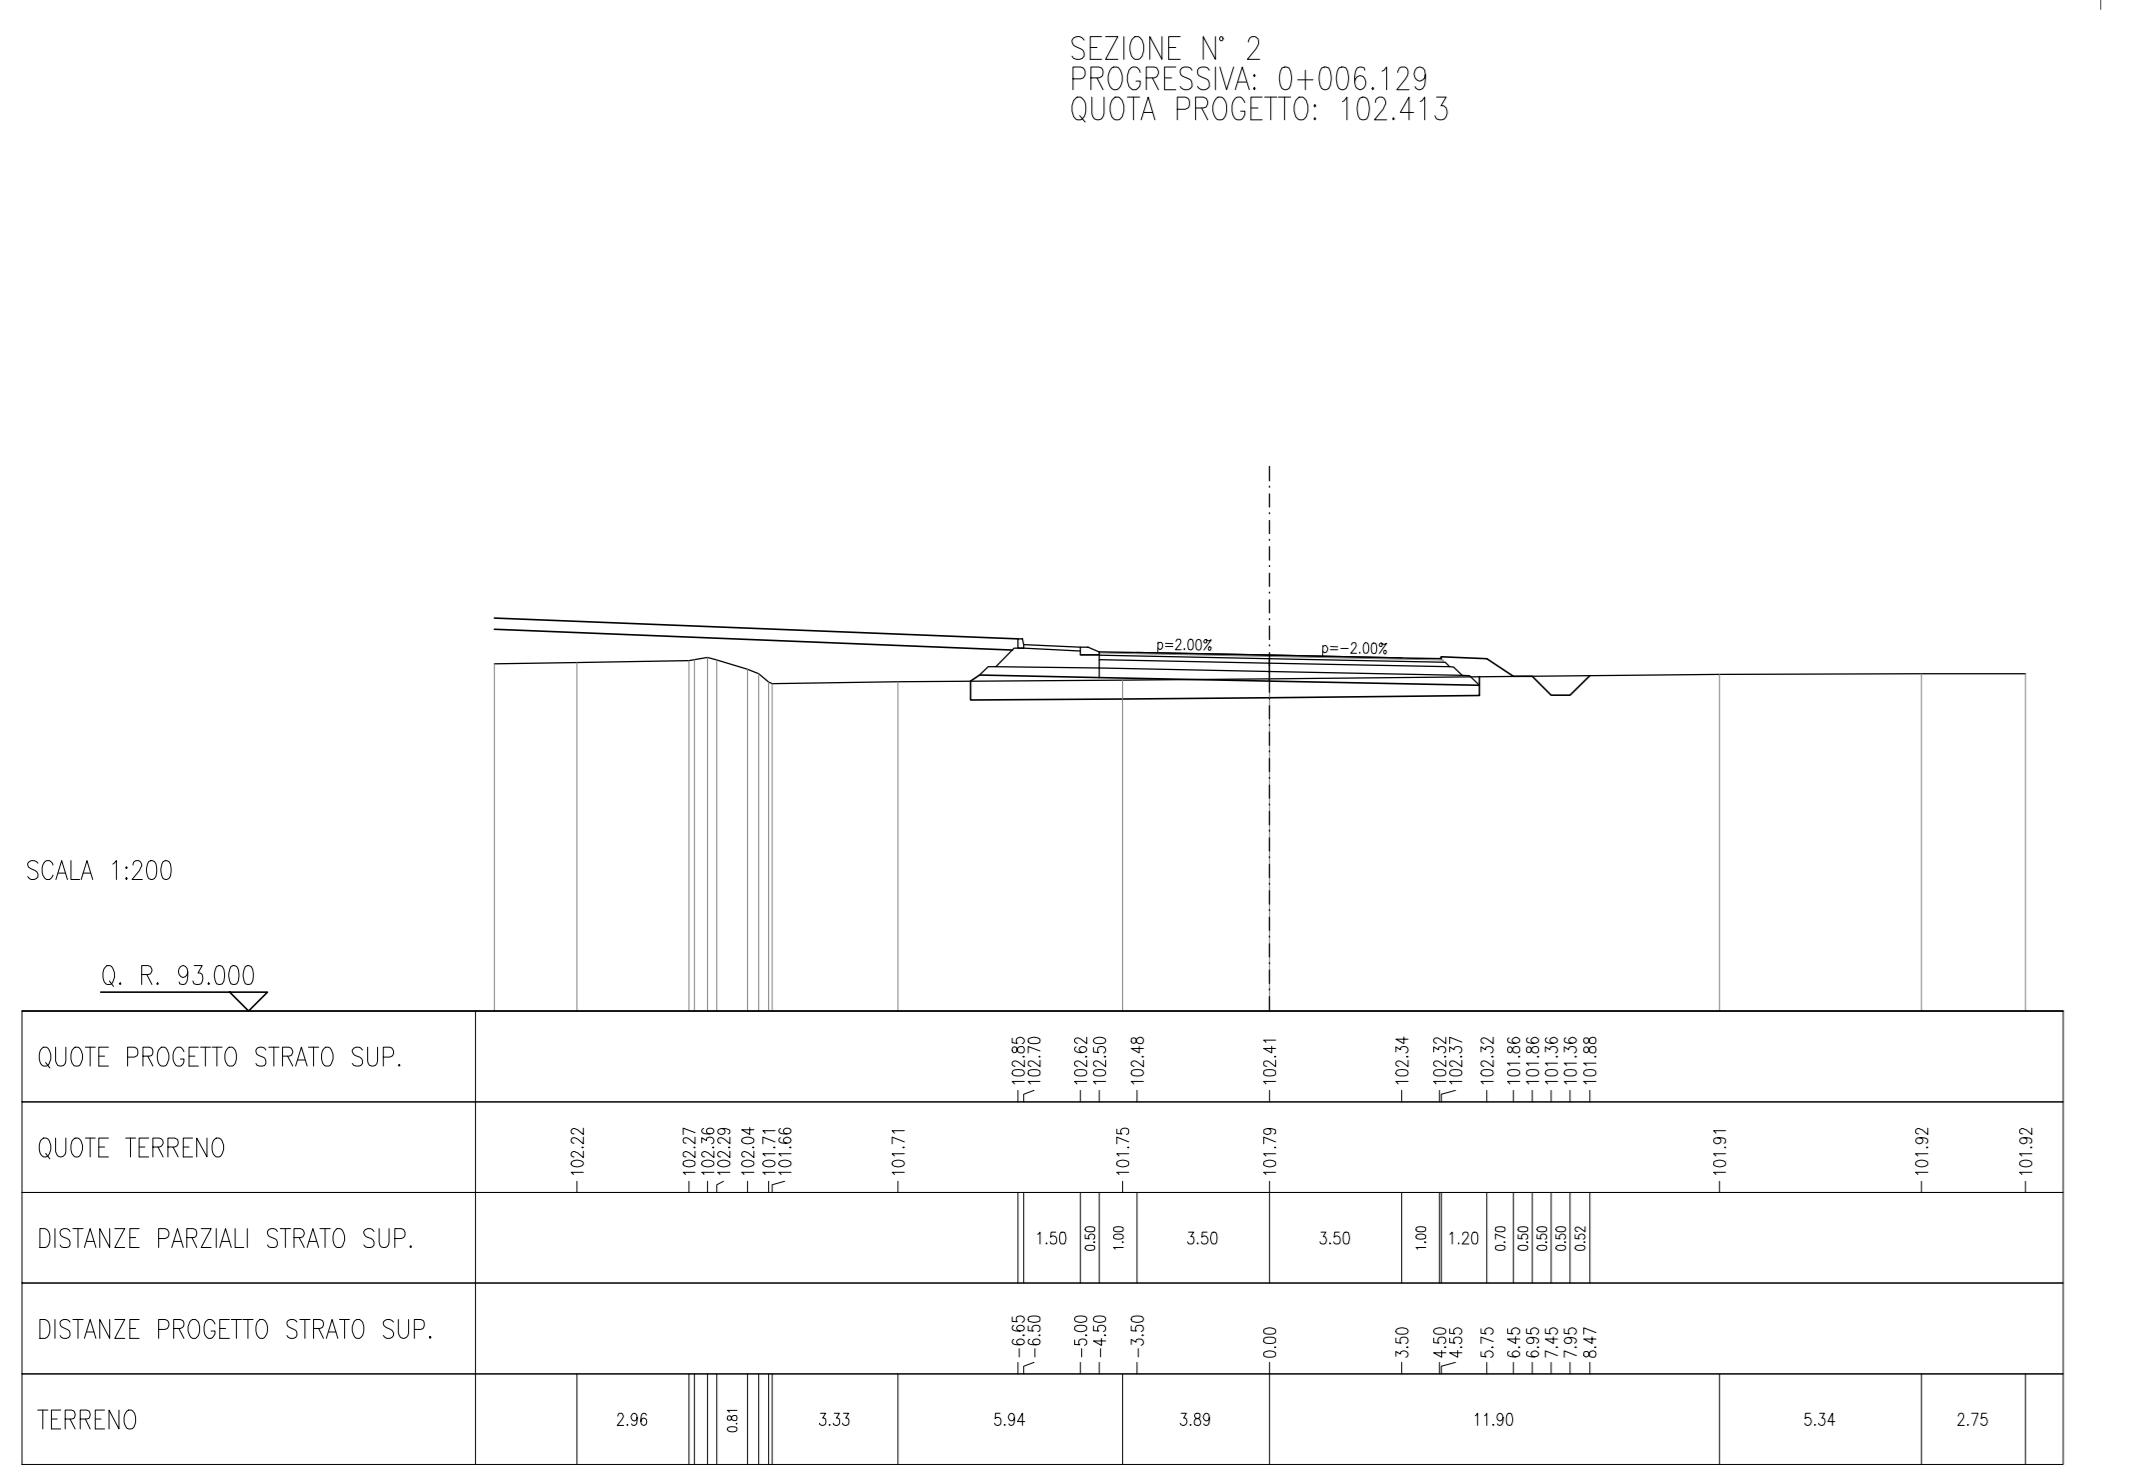 SEZIONE N° 2
PROGRESSIVA: 0+006.129
QUOTA PROGETTO: 102.413
p=2.00%
p=-2.00%
SCALA 1:200
Q. R. 93.000
QUOTE PROGETTO STRATO SUP.
102.85 102.70 102.62 102.50 102.48 102.41 102.34 102.32 102.37 102.32 101.86 101.86 101.36 101.36 101.88
QUOTE TERRENO
102.22 102.27 102.36 102.29 102.04 101.71 101.66 101.71 101.75 101.79 101.91 101.92 101.92
DISTANZE PARZIALI STRATO SUP.
1.50 0.50 1.00 3.50 3.50 1.00 1.20 0.70 0.50 0.50 0.50 0.52
DISTANZE PROGETTO STRATO SUP.
-6.65 -6.50 -5.00 -4.50 -3.50 0.00 3.50 4.50 4.55 5.75 6.45 6.95 7.45 7.95 8.47
TERRENO
2.96 0.81 3.33 5.94 3.89 11.90 5.34 2.75